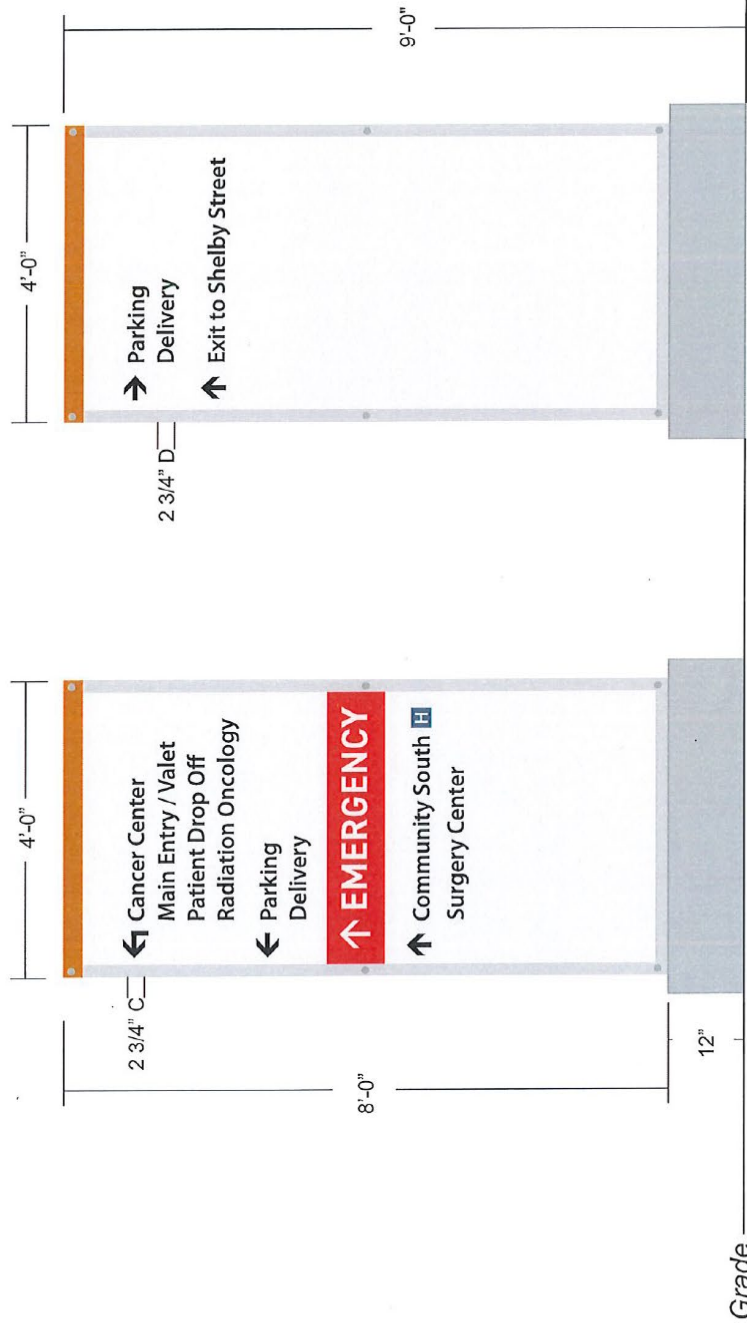 4'-0"
2 3/4" C
Cancer Center
Main Entry / Valet
Patient Drop Off
Radiation Oncology
Parking
Delivery
EMERGENCY
Community South H
Surgery Center
8'-0"
12"
4'-0"
2 3/4" D
Parking
Delivery
Exit to Shelby Street
9'-0"
Grade